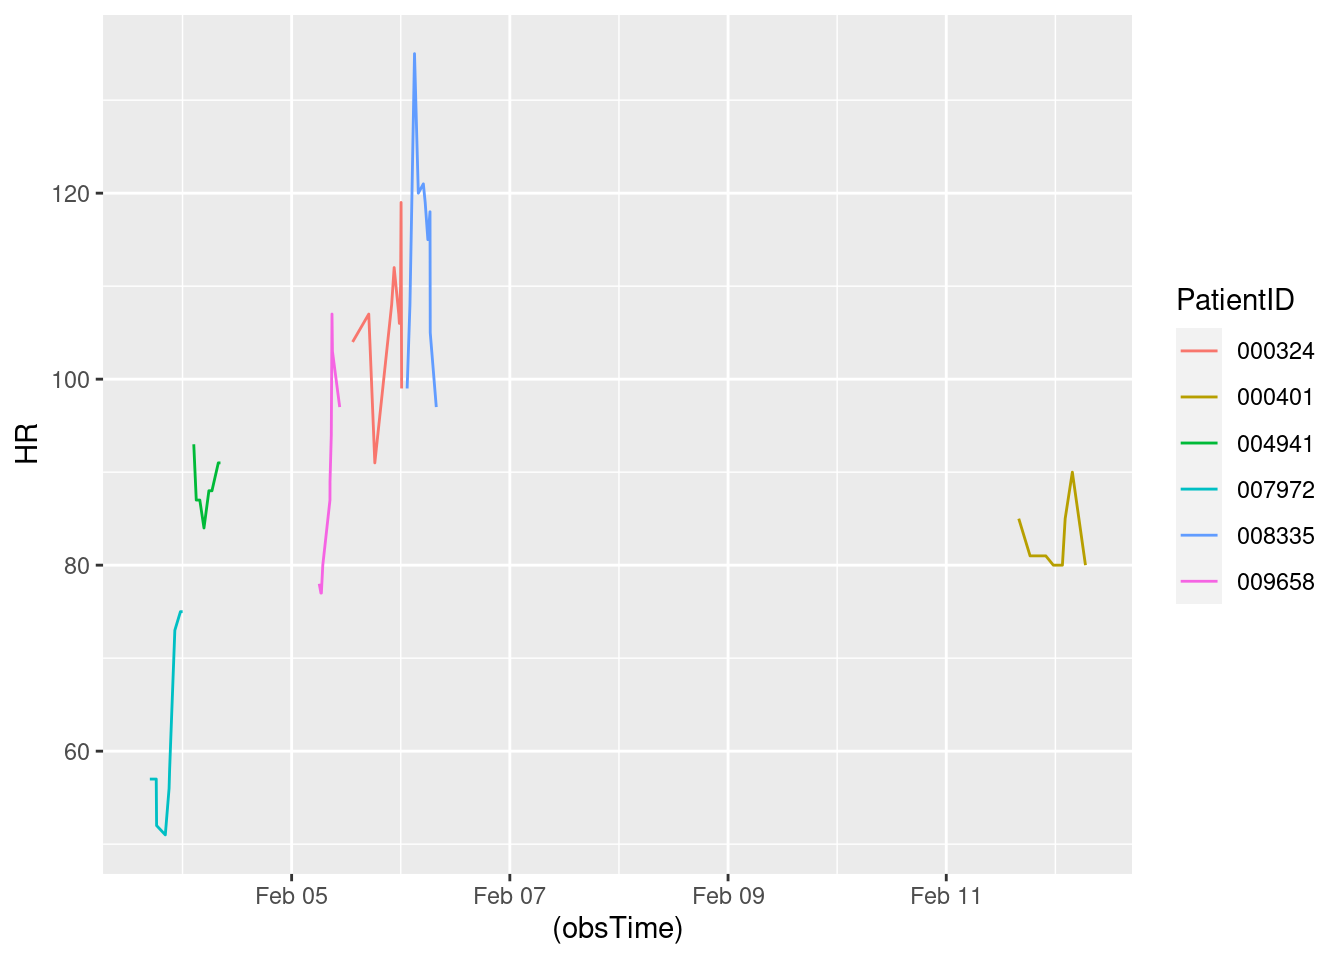 120
100
80
60
HR
Feb 05
Feb 07
Feb 09
Feb 11
(obsTime)
PatientID
000324
000401
004941
007972
008335
009658